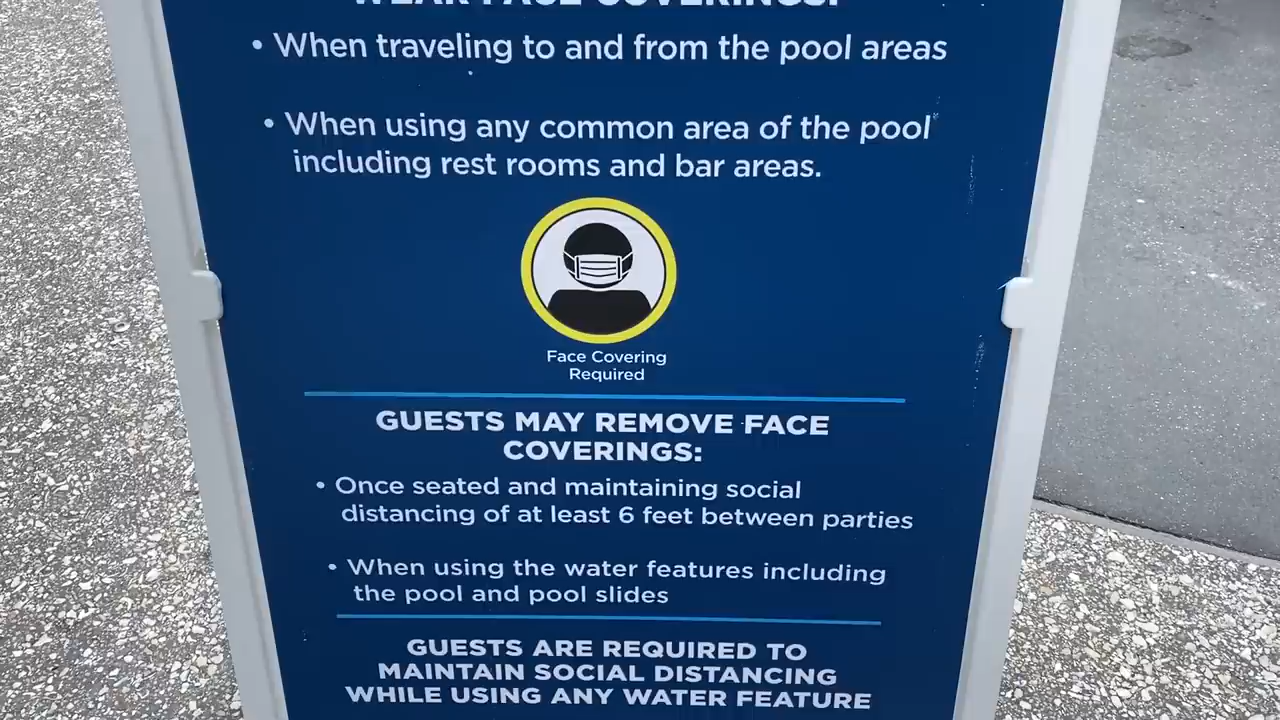 WEAR FACE COVERINGS:
• When traveling to and from the pool areas
• When using any common area of the pool
including rest rooms and bar areas.
Face Covering
Required
GUESTS MAY REMOVE FACE
COVERINGS:
• Once seated and maintaining social
distancing of at least 6 feet between parties
• When using the water features including
the pool and pool slides
GUESTS ARE REQUIRED TO
MAINTAIN SOCIAL DISTANCING
WHILE USING ANY WATER FEATURE